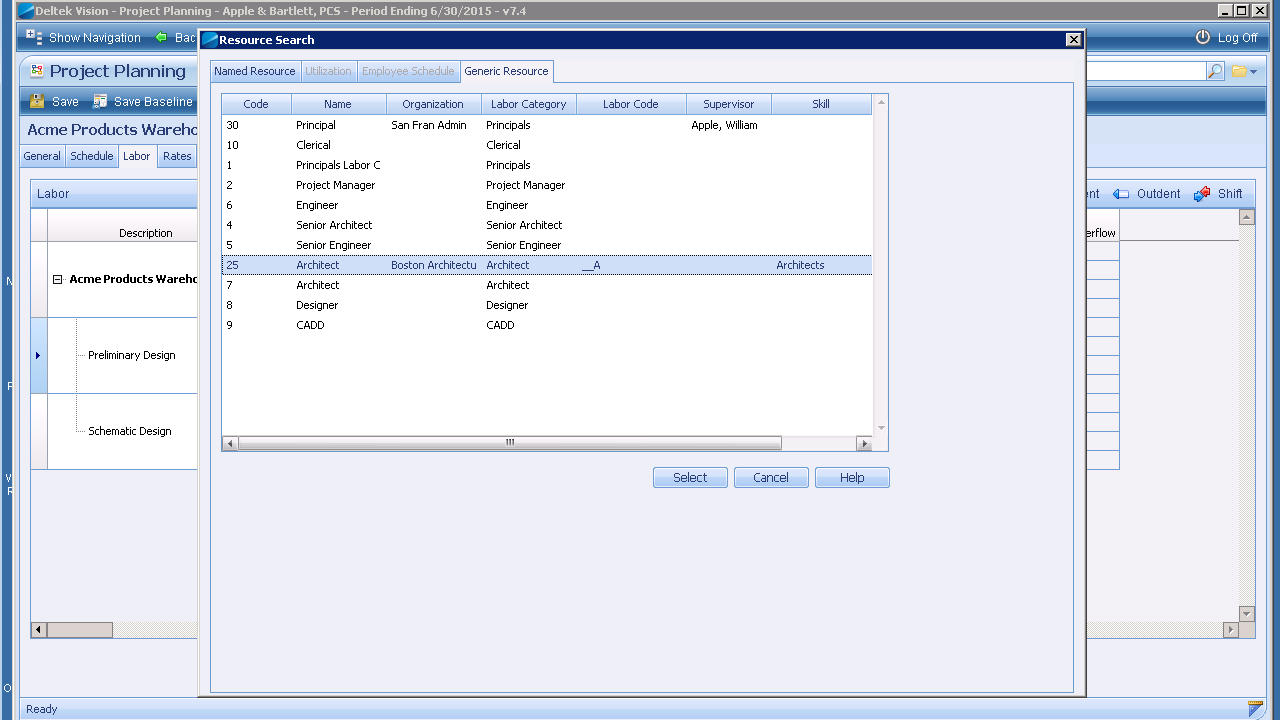 Deltek Vision - Project Planning - Apple & Bartlett, PCS - Period Ending 6/30/2015 - v7.4
Show Navigation Bac Log Off
Resource Search
Project Planning
Named Resource Utilization Employee Schedule Generic Resource
Save Save Baseline
Code Name Organization Labor Category Labor Code Supervisor Skill
30 Principal San Fran Admin Principals Apple, William
Acme Products Wareho
10 Clerical Clerical
General Schedule Labor Rates
1 Principals Labor C Principals
2 Project Manager Project Manager
Labor nt Outdent Shift
6 Engineer Engineer
4 Senior Architect Senior Architect
Description erflow
5 Senior Engineer Senior Engineer
25 Architect Boston Architectu Architect __A Architects
Acme Products Wareho
7 Architect Architect
8 Designer Designer
9 CADD CADD
Preliminary Design
Schematic Design
Select Cancel Help
Ready